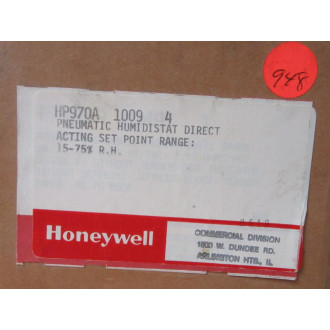 948
HP970A 1009 4
PNEUMATIC HUMIDISTAT DIRECT
ACTING SET POINT RANGE:
15-75% R.H.
Honeywell
COMMERCIAL DIVISION
1500 W. DUNDEE RD.
ARLINGTON HTS., IL